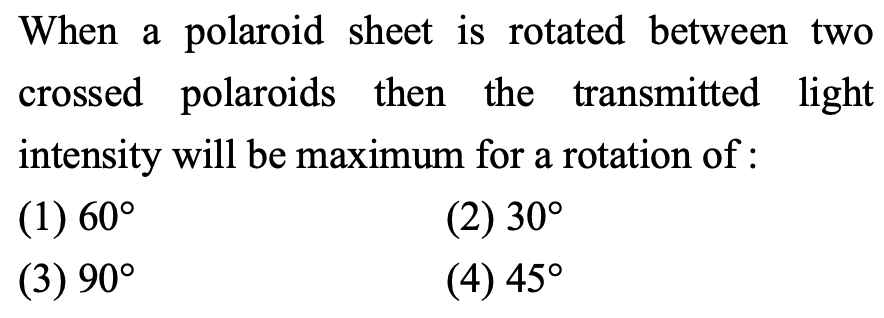 When a polaroid sheet is rotated between two
crossed polaroids then the transmitted light
intensity will be maximum for a rotation of :
(1) 60° (2) 30°
(3) 90° (4) 45°